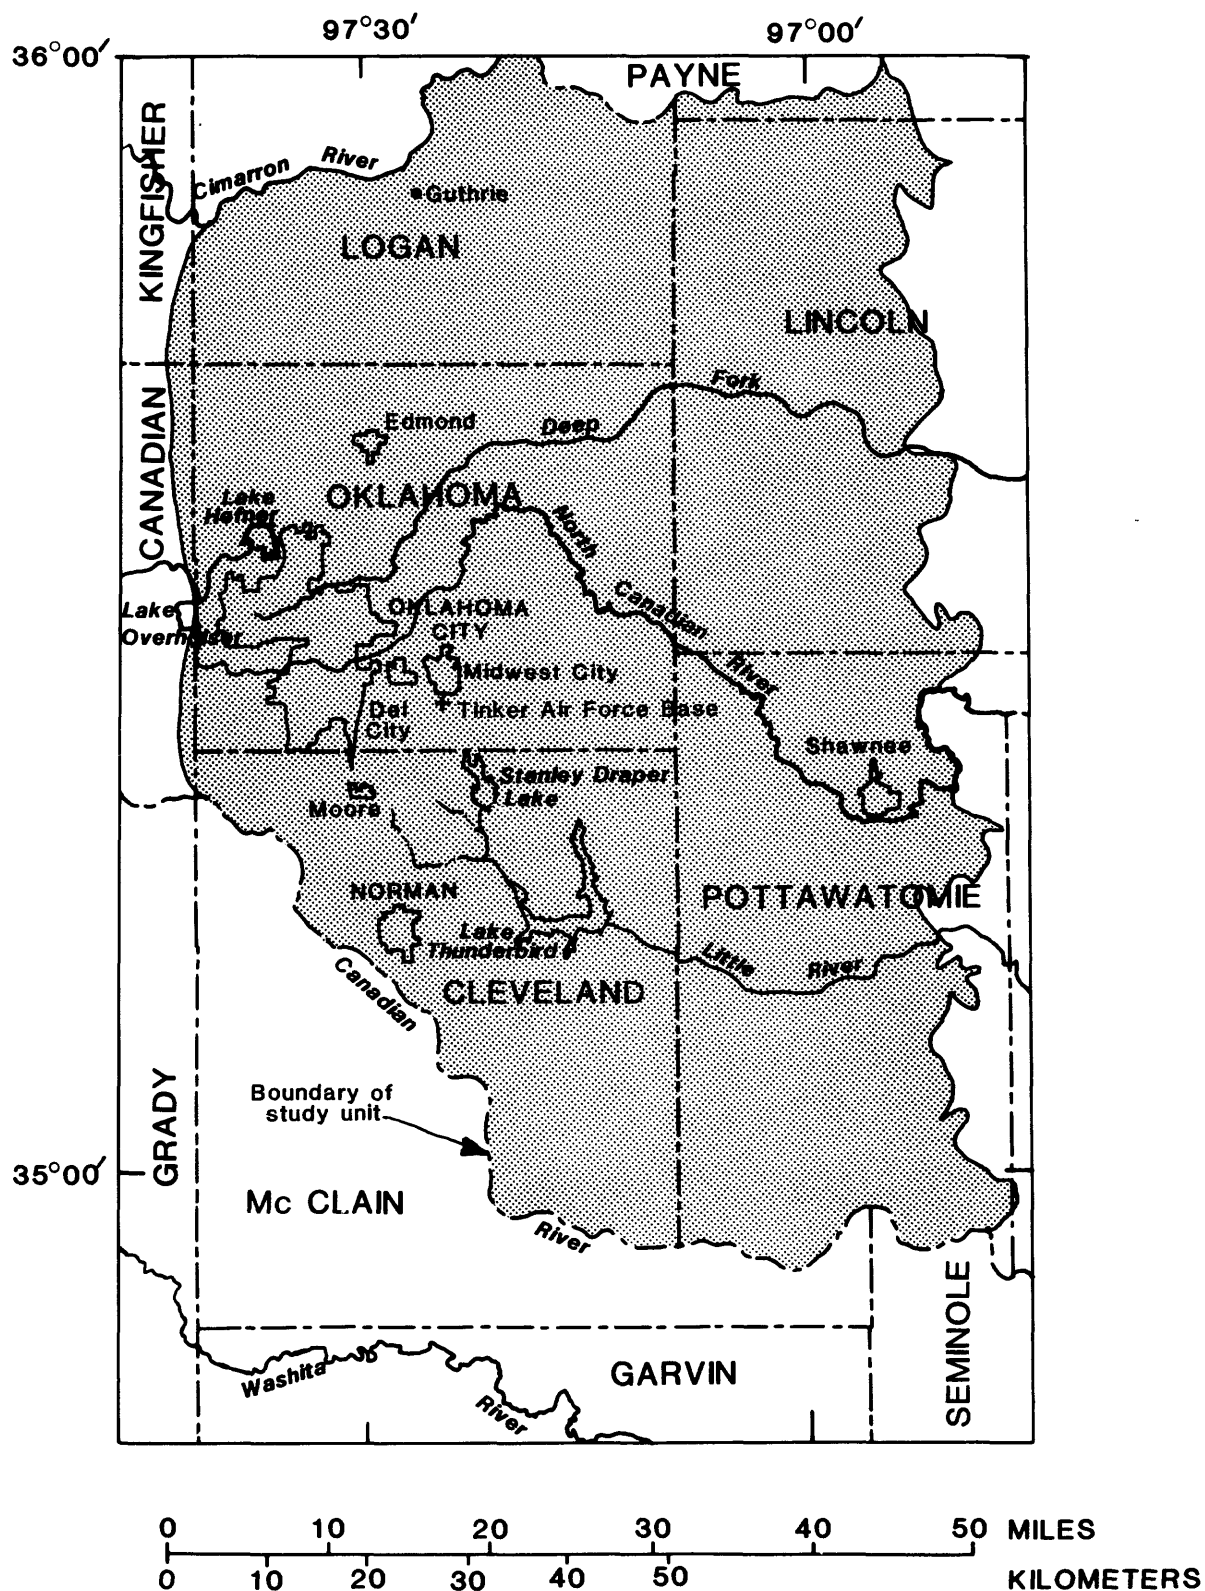 97°30′
97°00′
36°00′
PAYNE
KINGFISHER
Cimarron River
Guthrie
LOGAN
LINCOLN
Fork
CANADIAN
Edmond
Deep
Lake
Hefner
OKLAHOMA
North
Canadian
River
Lake
Overholser
OKLAHOMA
CITY
Midwest City
Del
City
Tinker Air Force Base
Shawnee
Stanley Draper
Lake
Moore
NORMAN
POTTAWATOMIE
Lake
Thunderbird
Little River
Canadian
CLEVELAND
Boundary of
study unit
GRADY
35°00′
Mc CLAIN
River
SEMINOLE
GARVIN
Washita
River
0 10 20 30 40 50 MILES
0 10 20 30 40 50 KILOMETERS